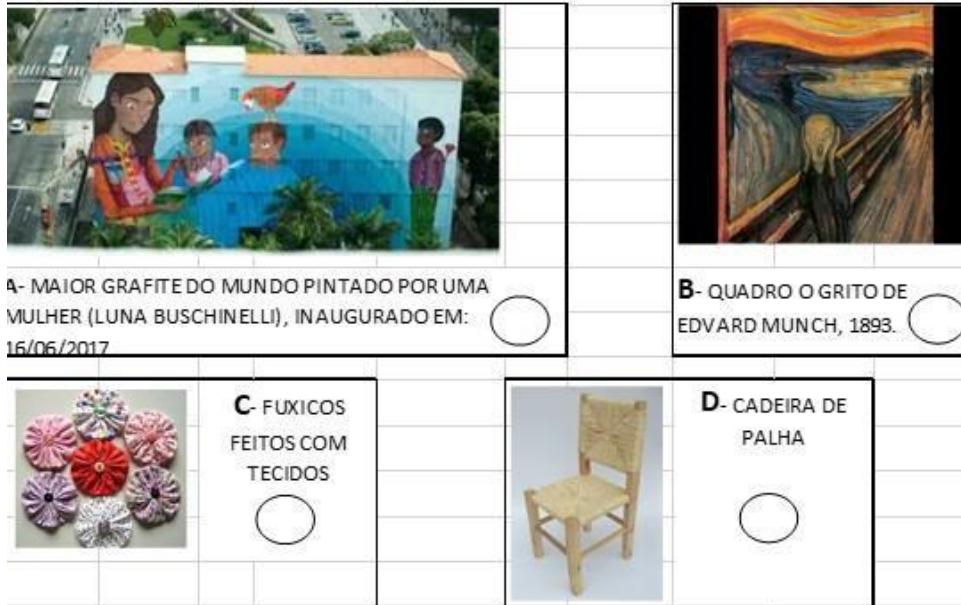 A- MAIOR GRAFITE DO MUNDO PINTADO POR UMA
MULHER (LUNA BUSCHINELLI), INAUGURADO EM:
16/06/2017
B- QUADRO O GRITO DE
EDVARD MUNCH, 1893.
C- FUXICOS
FEITOS COM
TECIDOS
D- CADEIRA DE
PALHA